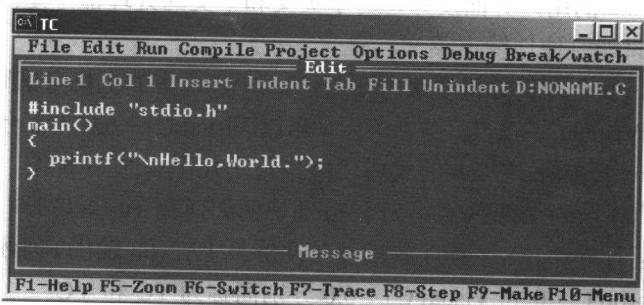 TC
File Edit Run Compile Project Options Debug Break/watch
Edit
Line 1 Col 1 Insert Indent Tab Fill Unindent D:NONAME.C
#include "stdio.h"
main()
{
printf("\nHello,World.");
}
Message
F1-Help F5-Zoom F6-Switch F7-Trace F8-Step F9-Make F10-Menu